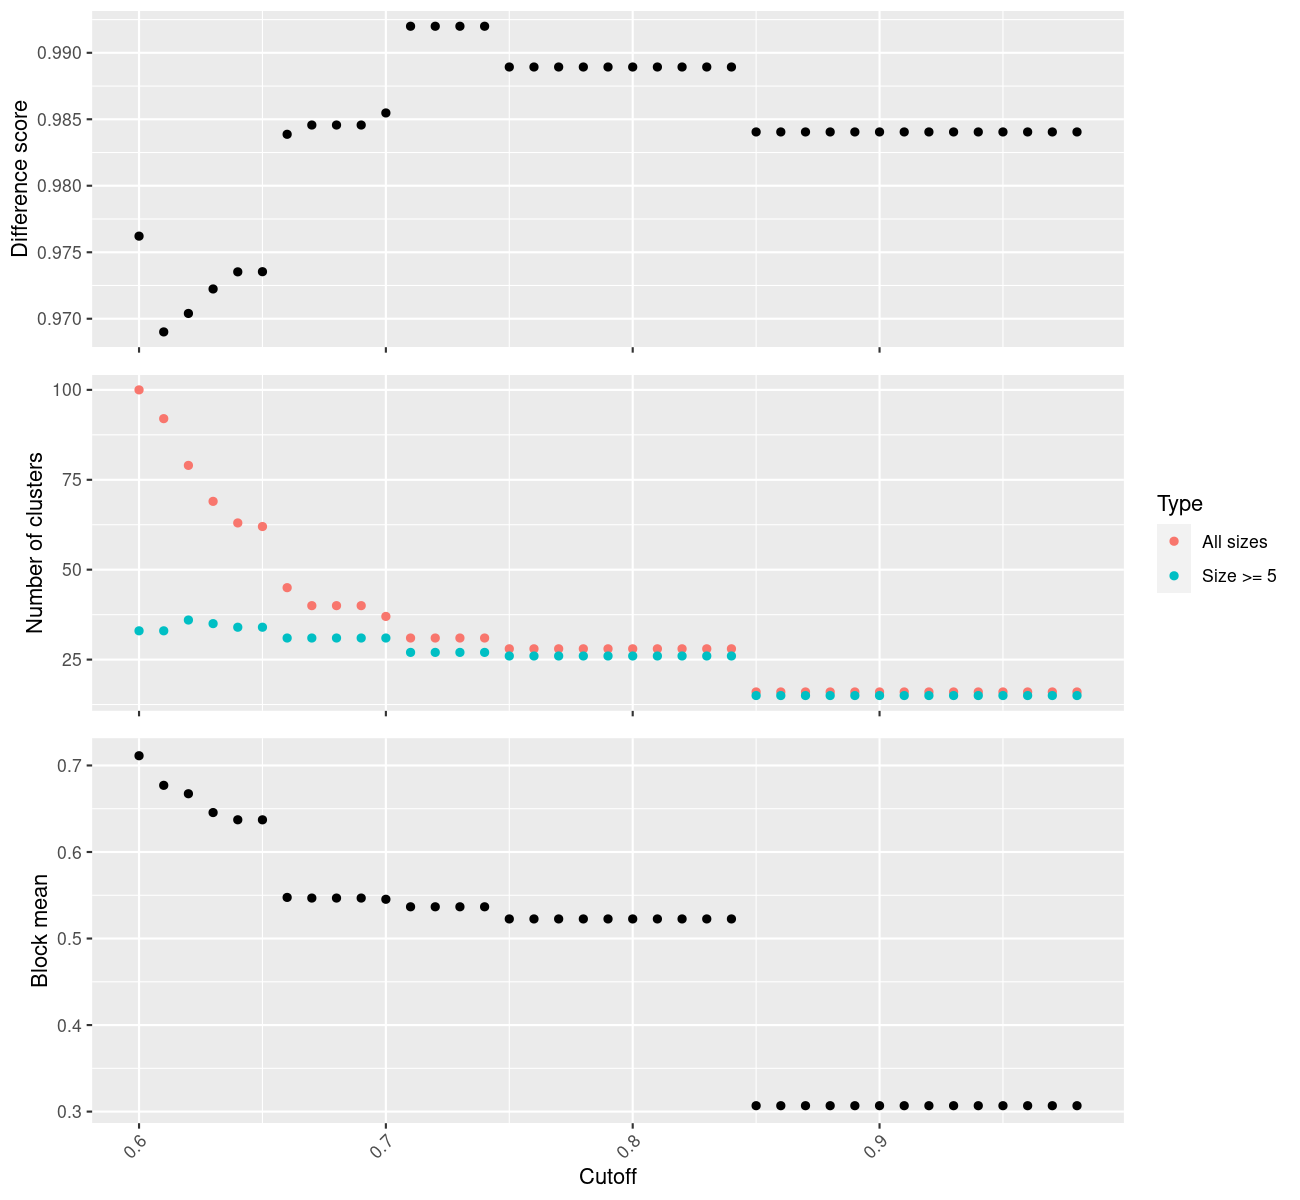 Difference score
0.990
0.985
0.980
0.975
0.970
Number of clusters
100
75
50
25
Type
All sizes
Size >= 5
Block mean
0.7
0.6
0.5
0.4
0.3
0.6 0.7 0.8 0.9
Cutoff